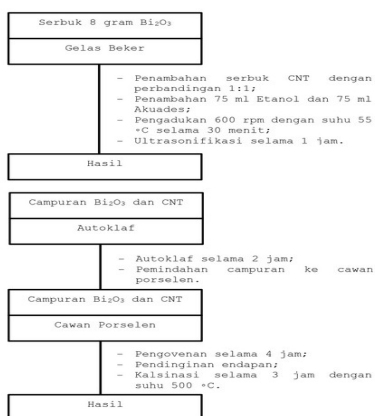 Serbuk 8 gram Bi₂O₃
Gelas Beker
– Penambahan serbuk CNT dengan
perbandingan 1:1;
– Penambahan 75 ml Etanol dan 75 ml
Akuades;
– Pengadukan 600 rpm dengan suhu 55
°C selama 30 menit;
– Ultrasonifikasi selama 1 jam.
Hasil
Campuran Bi₂O₃ dan CNT
Autoklaf
– Autoklaf selama 2 jam;
– Pemindahan campuran ke cawan
porselen.
Campuran Bi₂O₃ dan CNT
Cawan Porselen
– Pengovenan selama 4 jam;
– Pendinginan endapan;
– Kalsinasi selama 3 jam dengan
suhu 500 °C.
Hasil